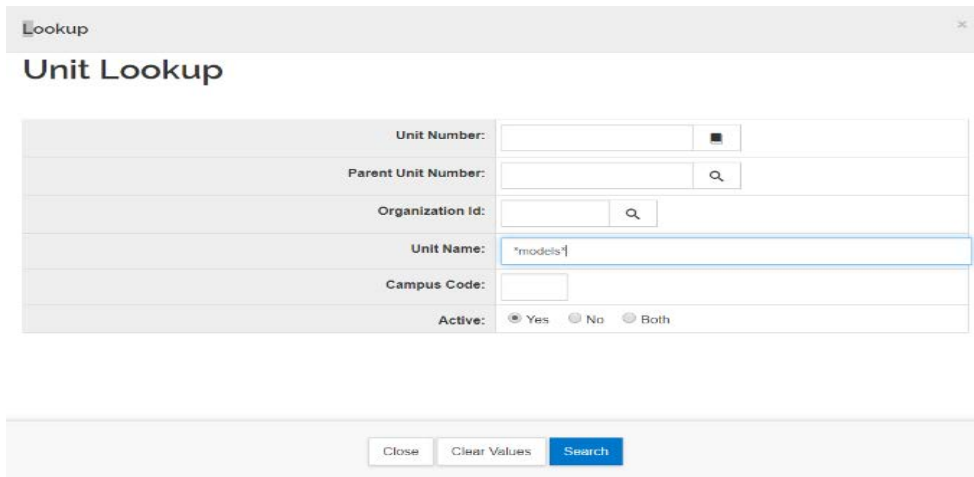 Lookup
×
Unit Lookup
Unit Number:
Parent Unit Number:
Organization Id:
Unit Name: *models*
Campus Code:
Active: Yes No Both
Close Clear Values Search